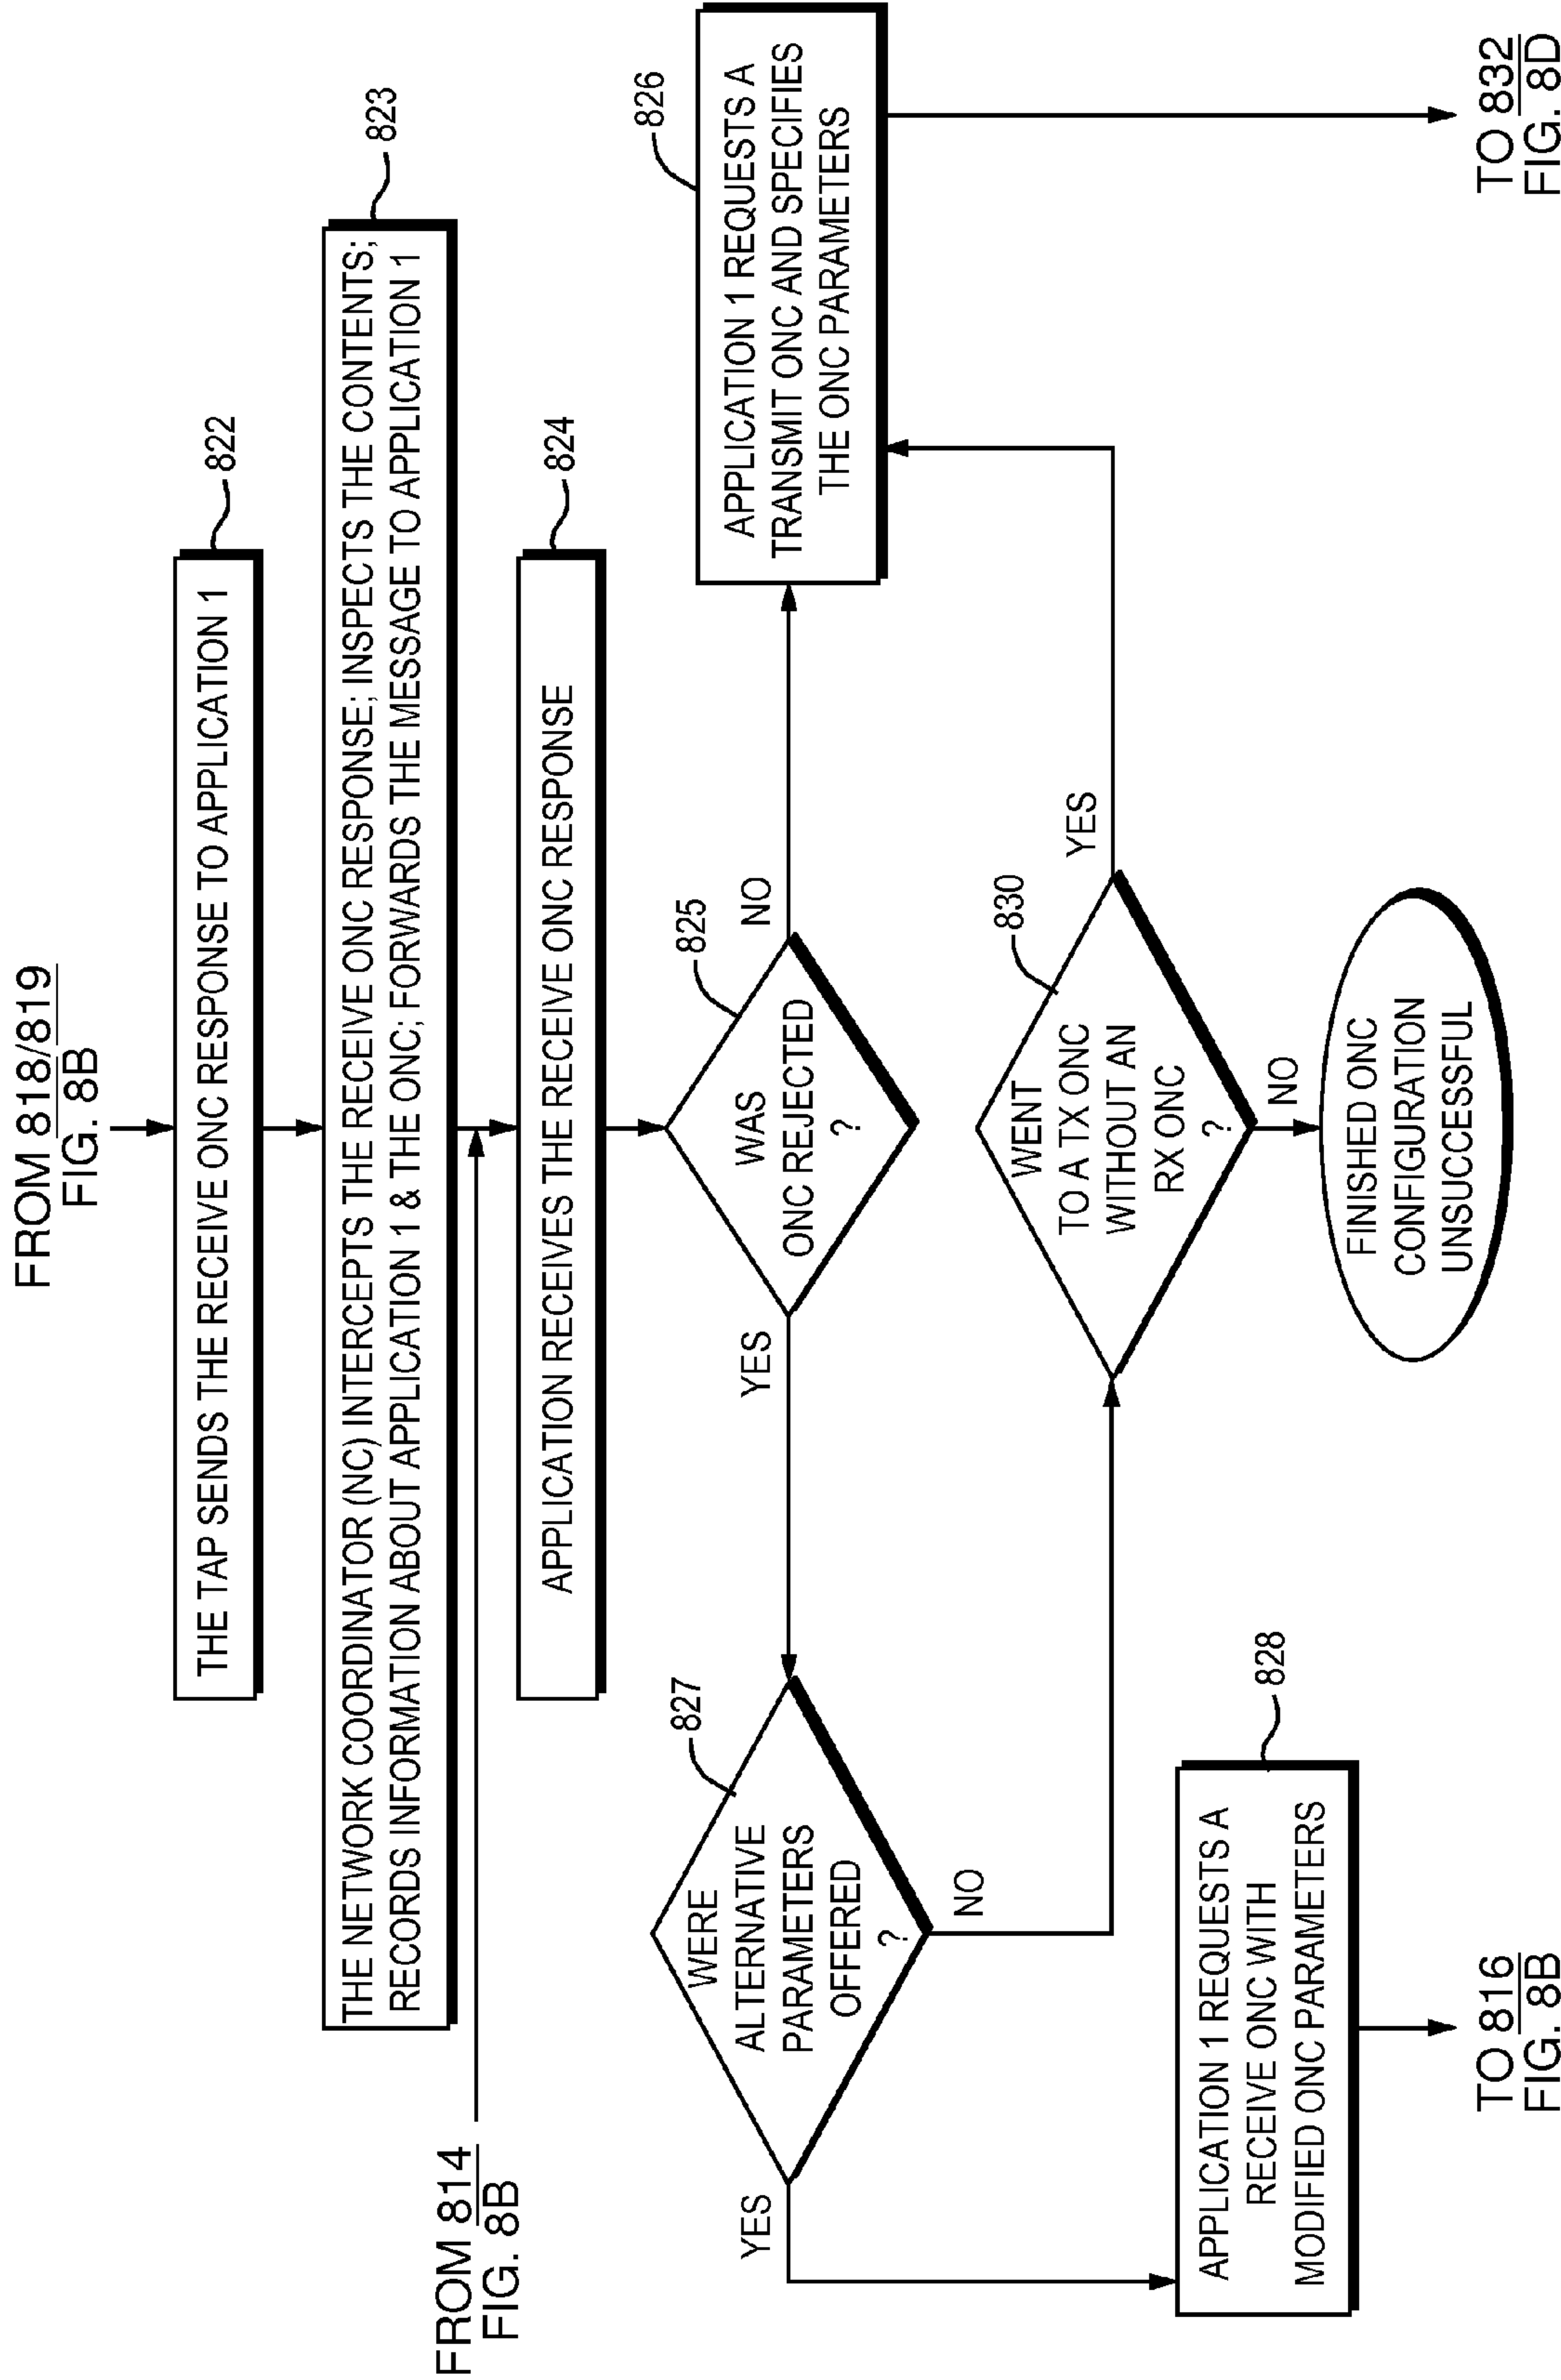 FROM 818/819
FIG. 8B
THE TAP SENDS THE RECEIVE ONC RESPONSE TO APPLICATION 1
822
THE NETWORK COORDINATOR (NC) INTERCEPTS THE RECEIVE ONC RESPONSE; INSPECTS THE CONTENTS;
RECORDS INFORMATION ABOUT APPLICATION 1 & THE ONC; FORWARDS THE MESSAGE TO APPLICATION 1
823
FROM 814
FIG. 8B
APPLICATION RECEIVES THE RECEIVE ONC RESPONSE
824
WAS
ONC REJECTED
?
825
YES
NO
APPLICATION 1 REQUESTS A
TRANSMIT ONC AND SPECIFIES
THE ONC PARAMETERS
826
WERE
ALTERNATIVE
PARAMETERS
OFFERED
?
827
YES
NO
WENT
TO A TX ONC
WITHOUT AN
RX ONC
?
830
YES
NO
APPLICATION 1 REQUESTS A
RECEIVE ONC WITH
MODIFIED ONC PARAMETERS
828
FINISHED ONC
CONFIGURATION
UNSUCCESSFUL
TO 816
FIG. 8B
TO 832
FIG. 8D